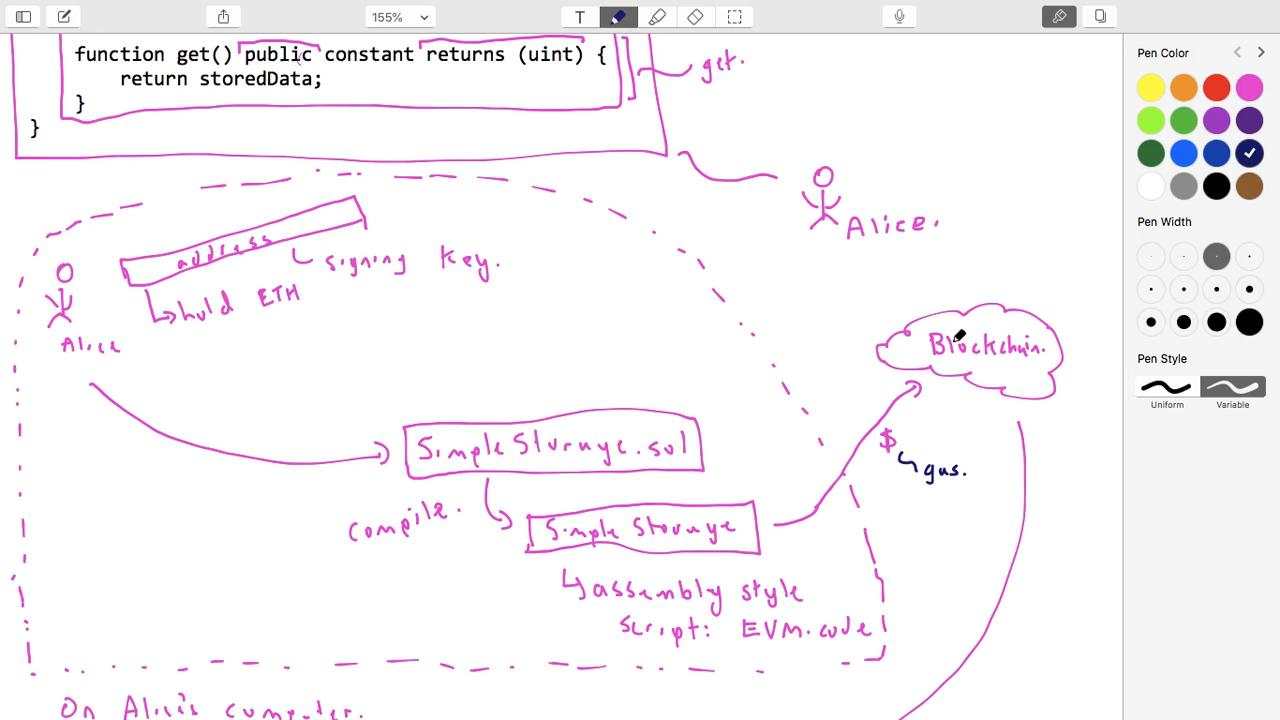 155%
T
function get() public constant returns (uint) {
return storedData;
}
}
get.
Alice.
address
signing key.
hold ETH
Alice
Blockchain.
SimpleStorage.sol
$
gas.
compile.
Simple Storage
assembly style
script: EVM.code
On Alice's computer.
Pen Color
Pen Width
Pen Style
Uniform
Variable